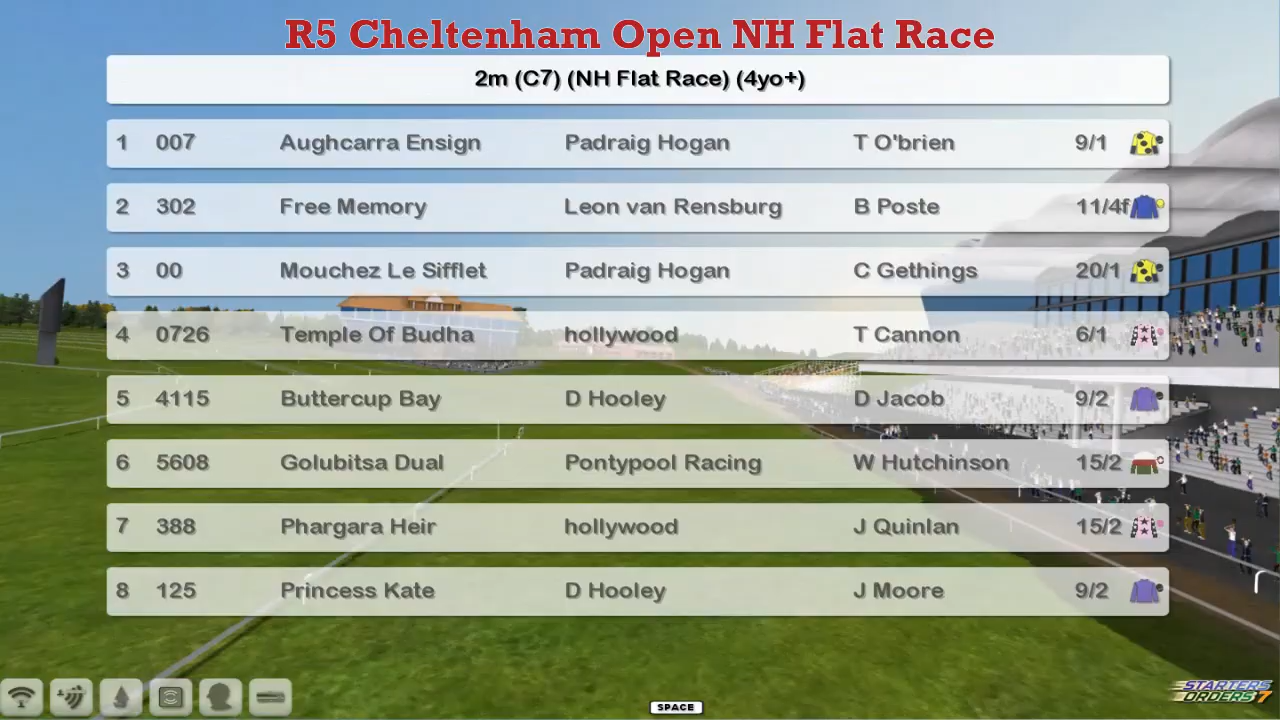 R5 Cheltenham Open NH Flat Race
2m (C7) (NH Flat Race) (4yo+)
1 007 Aughcarra Ensign Padraig Hogan T O'brien 9/1
2 302 Free Memory Leon van Rensburg B Poste 11/4f
3 00 Mouchez Le Sifflet Padraig Hogan C Gethings 20/1
4 0726 Temple Of Budha hollywood T Cannon 6/1
5 4115 Buttercup Bay D Hooley D Jacob 9/2
6 5608 Golubitsa Dual Pontypool Racing W Hutchinson 15/2
7 388 Phargara Heir hollywood J Quinlan 15/2
8 125 Princess Kate D Hooley J Moore 9/2
STARTERS
ORDERS 7
SPACE